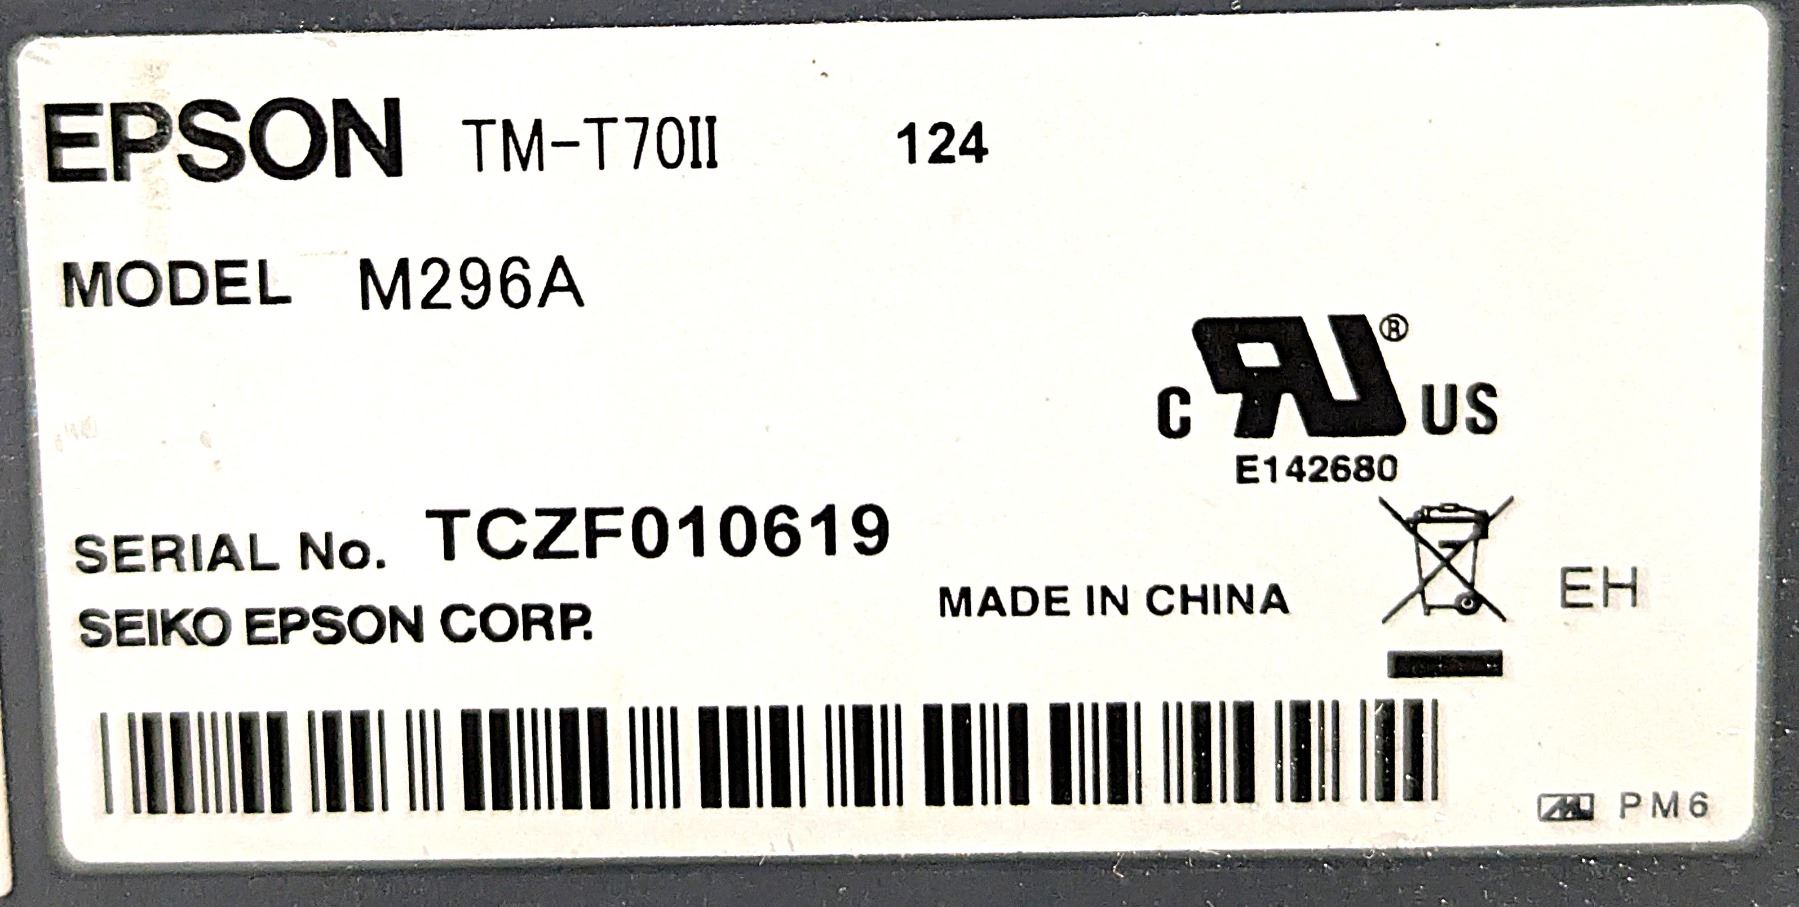 EPSON TM-T70II 124
MODEL M296A
C RU® US
E142680
SERIAL No. TCZF010619
SEIKO EPSON CORP.
MADE IN CHINA
EH
PM6